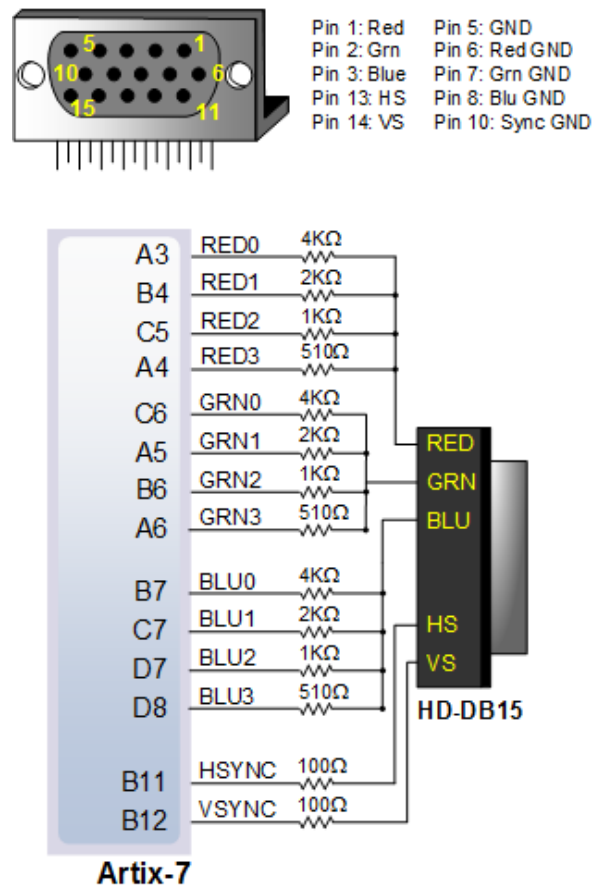 5 1
10 6
15 11
Pin 1: Red Pin 5: GND
Pin 2: Grn Pin 6: Red GND
Pin 3: Blue Pin 7: Grn GND
Pin 13: HS Pin 8: Blu GND
Pin 14: VS Pin 10: Sync GND
A3 RED0 4KΩ
B4 RED1 2KΩ
C5 RED2 1KΩ
A4 RED3 510Ω
C6 GRN0 4KΩ
A5 GRN1 2KΩ
B6 GRN2 1KΩ
A6 GRN3 510Ω
B7 BLU0 4KΩ
C7 BLU1 2KΩ
D7 BLU2 1KΩ
D8 BLU3 510Ω
B11 HSYNC 100Ω
B12 VSYNC 100Ω
Artix-7
RED
GRN
BLU
HS
VS
HD-DB15